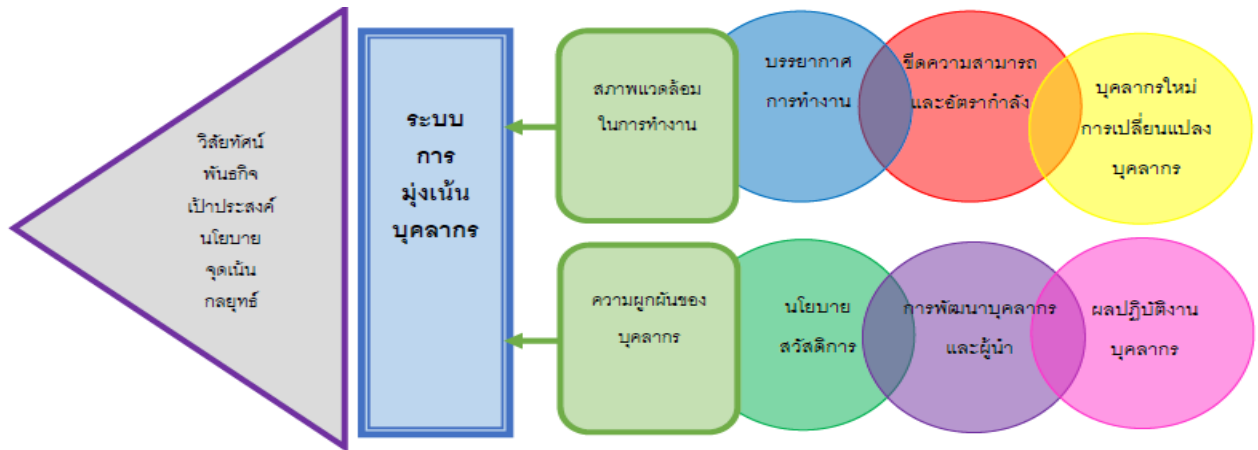 วิสัยทัศน์
พันธกิจ
เป้าประสงค์
นโยบาย
จุดเน้น
กลยุทธ์
ระบบ
การ
มุ่งเน้น
บุคลากร
สภาพแวดล้อม
ในการทำงาน
บรรยากาศ
การทำงาน
ขีดความสามารถ
และอัตรากำลัง
บุคลากรใหม่
การเปลี่ยนแปลง
บุคลากร
ความผูกผันของ
บุคลากร
นโยบาย
สวัสดิการ
การพัฒนาบุคลากร
และผู้นำ
ผลปฏิบัติงาน
บุคลากร